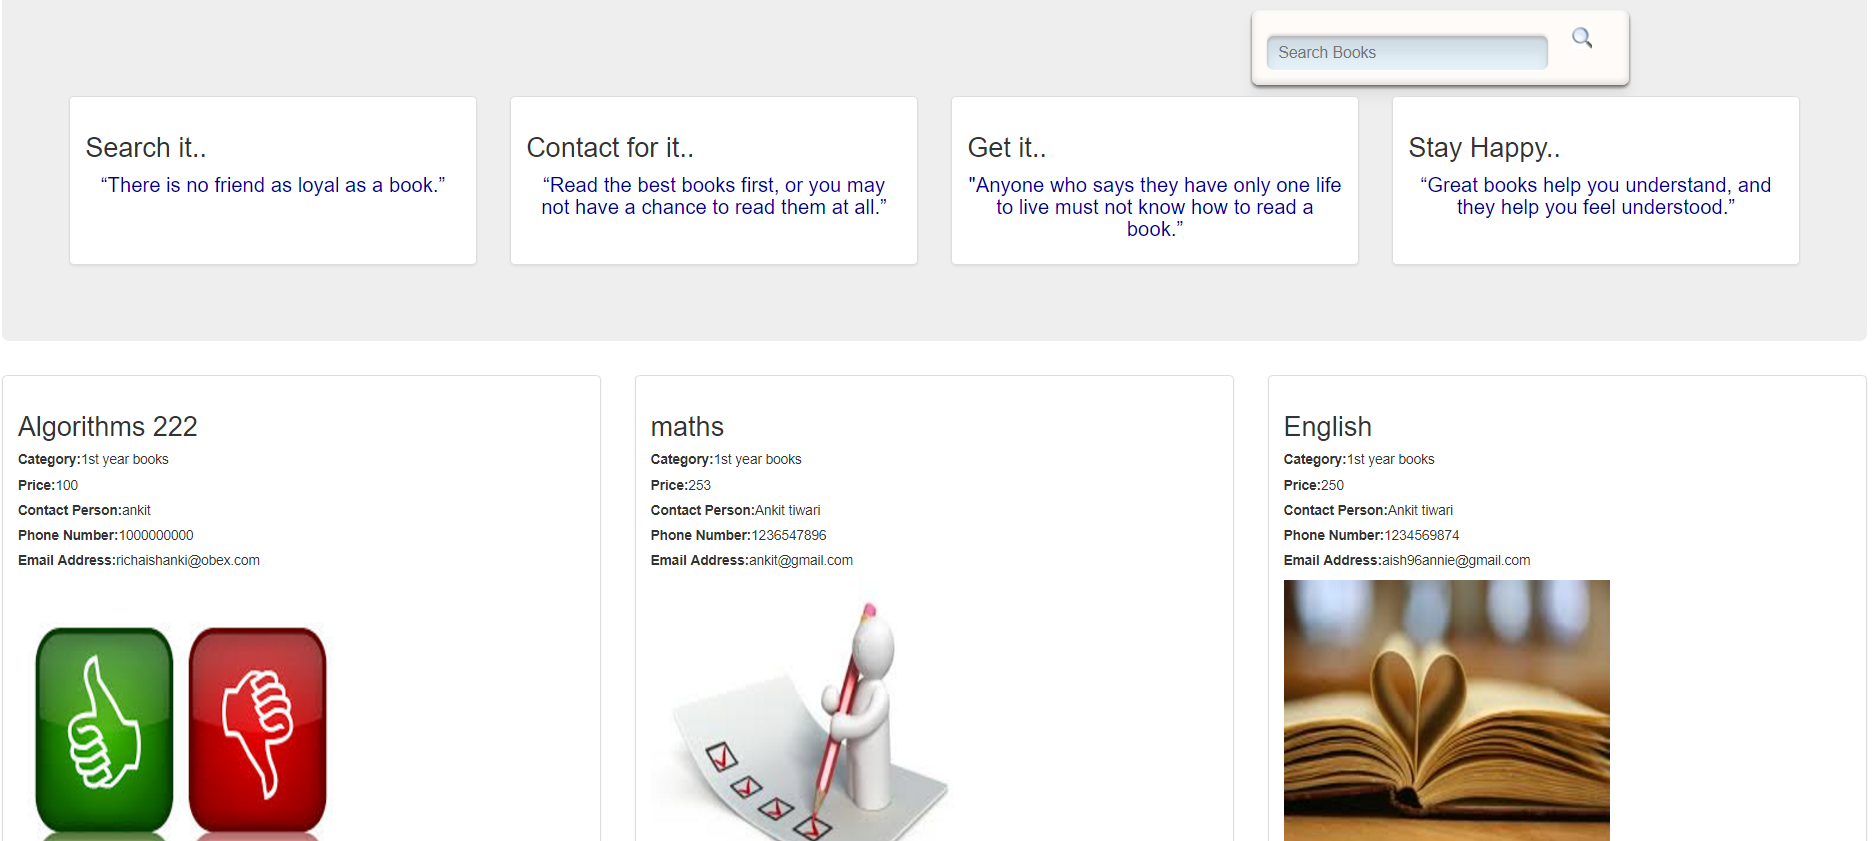 Search Books
Search it..
“There is no friend as loyal as a book.”
Contact for it..
“Read the best books first, or you may
not have a chance to read them at all.”
Get it..
"Anyone who says they have only one life
to live must not know how to read a
book.”
Stay Happy..
“Great books help you understand, and
they help you feel understood.”
Algorithms 222
Category:1st year books
Price:100
Contact Person:ankit
Phone Number:1000000000
Email Address:richaishanki@obex.com
maths
Category:1st year books
Price:253
Contact Person:Ankit tiwari
Phone Number:1236547896
Email Address:ankit@gmail.com
English
Category:1st year books
Price:250
Contact Person:Ankit tiwari
Phone Number:1234569874
Email Address:aish96annie@gmail.com